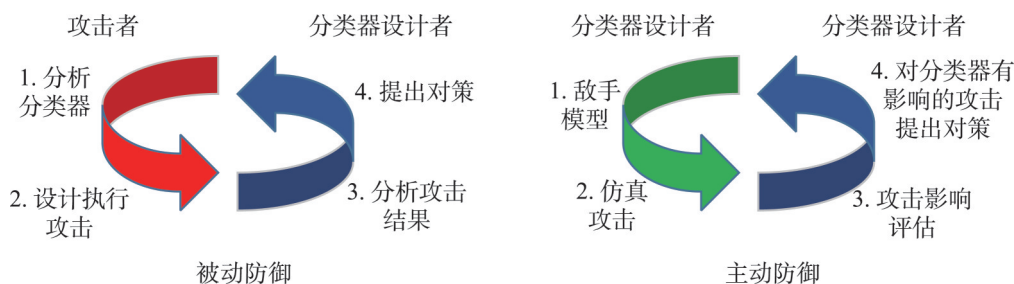 攻击者
分类器设计者
1. 分析
分类器
4. 提出对策
2. 设计执行
攻击
3. 分析攻击
结果
被动防御
分类器设计者
分类器设计者
1. 敌手
模型
4. 对分类器有
影响的攻击
提出对策
2. 仿真
攻击
3. 攻击影响
评估
主动防御